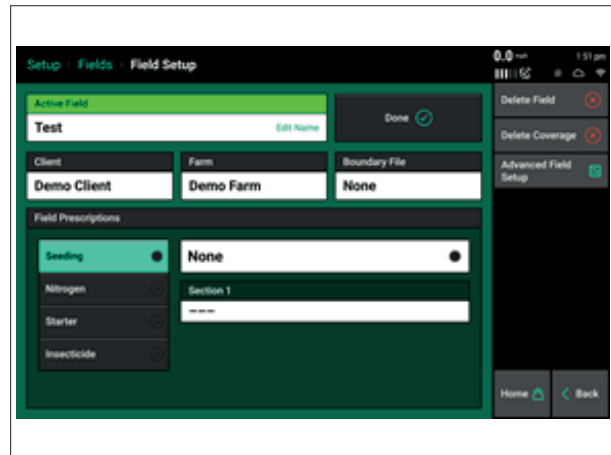 Setup Fields Field Setup
0.0 mph 1:51 pm
Active Field
Test Edit Name
Done
Delete Field
Delete Coverage
Advanced Field
Setup
Client
Demo Client
Farm
Demo Farm
Boundary File
None
Field Prescriptions
Seeding
Nitrogen
Starter
Insecticide
None
Section 1
---
Home
< Back